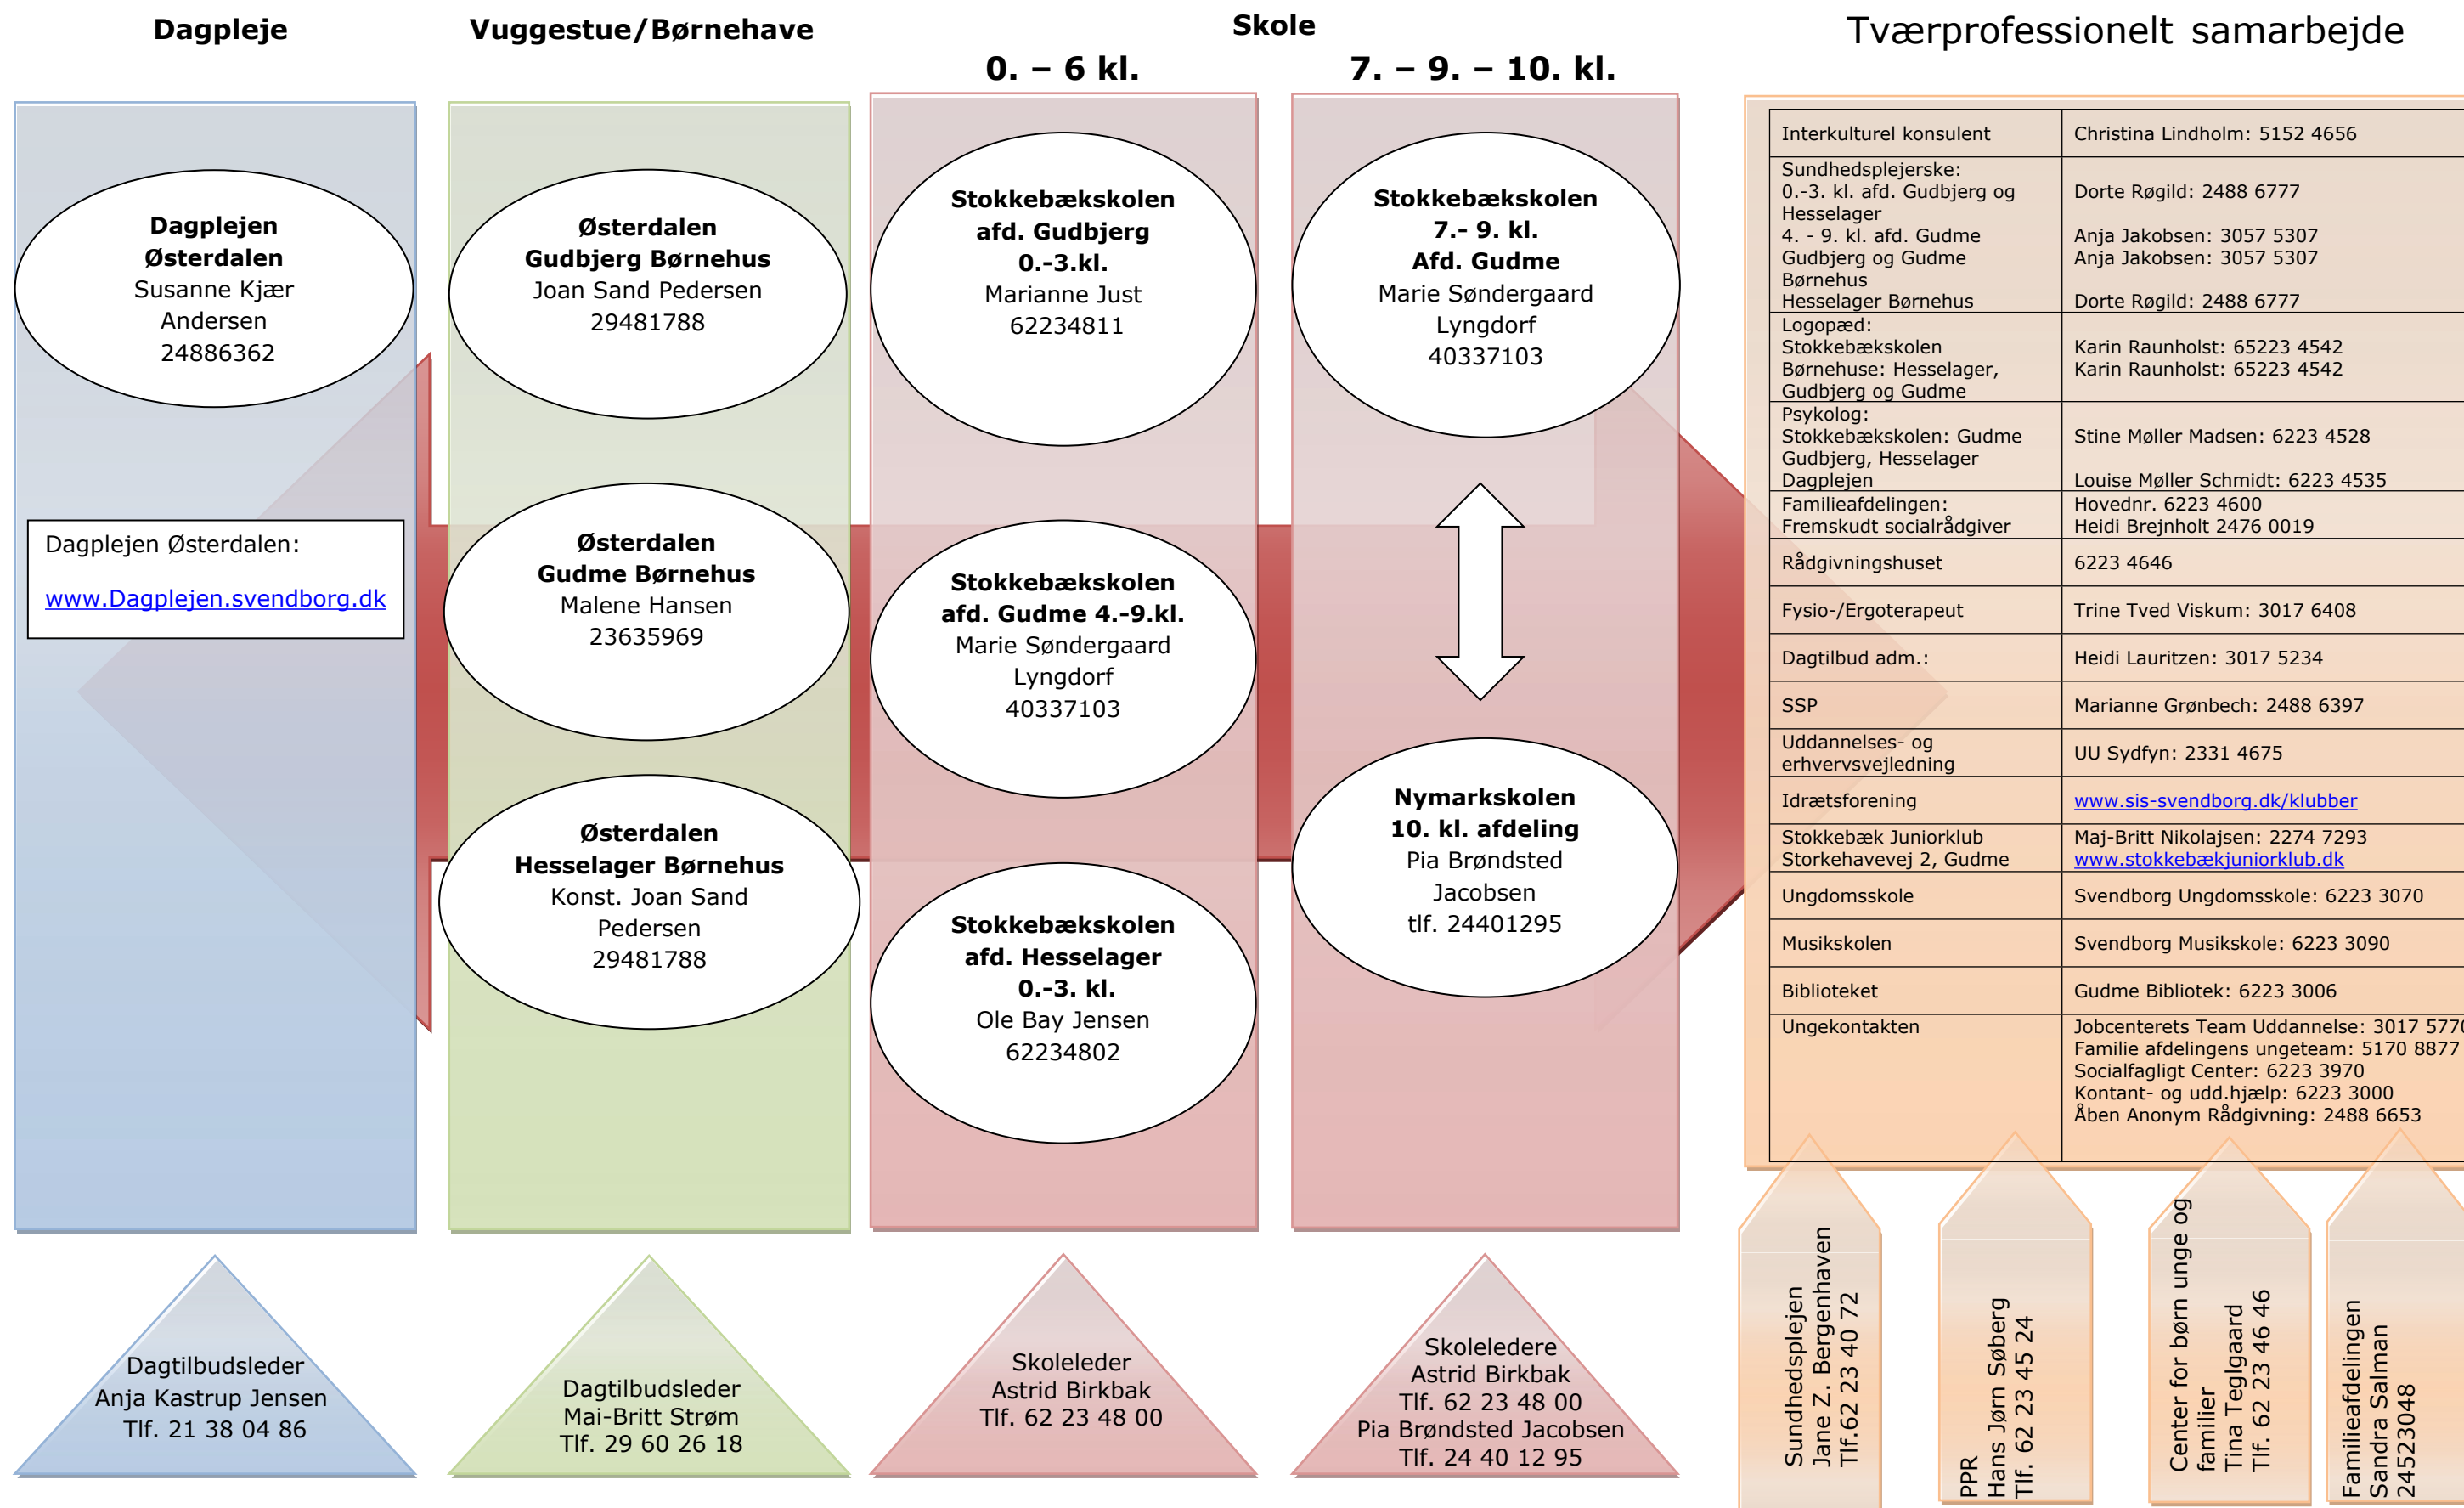 Dagpleje
Vuggestue/Børnehave
Skole
0. – 6 kl.
7. – 9. – 10. kl.
Tværprofessionelt samarbejde
Dagplejen
Østerdalen
Susanne Kjær
Andersen
24886362
Dagplejen Østerdalen:
www.Dagplejen.svendborg.dk
Dagtilbudsleder
Anja Kastrup Jensen
Tlf. 21 38 04 86
Østerdalen
Gudbjerg Børnehus
Joan Sand Pedersen
29481788
Østerdalen
Gudme Børnehus
Malene Hansen
23635969
Østerdalen
Hesselager Børnehus
Konst. Joan Sand
Pedersen
29481788
Dagtilbudsleder
Mai-Britt Strøm
Tlf. 29 60 26 18
Stokkebækskolen
afd. Gudbjerg
0.-3.kl.
Marianne Just
62234811
Stokkebækskolen
afd. Gudme 4.-9.kl.
Marie Søndergaard
Lyngdorf
40337103
Stokkebækskolen
afd. Hesselager
0.-3. kl.
Ole Bay Jensen
62234802
Skoleleder
Astrid Birkbak
Tlf. 62 23 48 00
Stokkebækskolen
7.- 9. kl.
Afd. Gudme
Marie Søndergaard
Lyngdorf
40337103
Nymarkskolen
10. kl. afdeling
Pia Brøndsted
Jacobsen
tlf. 24401295
Skoleledere
Astrid Birkbak
Tlf. 62 23 48 00
Pia Brøndsted Jacobsen
Tlf. 24 40 12 95
Interkulturel konsulent Christina Lindholm: 5152 4656
Sundhedsplejerske:
0.-3. kl. afd. Gudbjerg og Dorte Røgild: 2488 6777
Hesselager
4. - 9. kl. afd. Gudme Anja Jakobsen: 3057 5307
Gudbjerg og Gudme Anja Jakobsen: 3057 5307
Børnehus
Hesselager Børnehus Dorte Røgild: 2488 6777
Logopæd:
Stokkebækskolen Karin Raunholst: 65223 4542
Børnehuse: Hesselager, Karin Raunholst: 65223 4542
Gudbjerg og Gudme
Psykolog:
Stokkebækskolen: Gudme Stine Møller Madsen: 6223 4528
Gudbjerg, Hesselager
Dagplejen Louise Møller Schmidt: 6223 4535
Familieafdelingen: Hovednr. 6223 4600
Fremskudt socialrådgiver Heidi Brejnholt 2476 0019
Rådgivningshuset 6223 4646
Fysio-/Ergoterapeut Trine Tved Viskum: 3017 6408
Dagtilbud adm.: Heidi Lauritzen: 3017 5234
SSP Marianne Grønbech: 2488 6397
Uddannelses- og
erhvervsvejledning UU Sydfyn: 2331 4675
Idrætsforening www.sis-svendborg.dk/klubber
Stokkebæk Juniorklub Maj-Britt Nikolajsen: 2274 7293
Storkehavevej 2, Gudme www.stokkebækjuniorklub.dk
Ungdomsskole Svendborg Ungdomsskole: 6223 3070
Musikskolen Svendborg Musikskole: 6223 3090
Biblioteket Gudme Bibliotek: 6223 3006
Ungekontakten Jobcenterets Team Uddannelse: 3017 5770
Familie afdelingens ungeteam: 5170 8877
Socialfagligt Center: 6223 3970
Kontant- og udd.hjælp: 6223 3000
Åben Anonym Rådgivning: 2488 6653
Sundhedsplejen
Jane Z. Bergenhaven
Tlf.62 23 40 72
PPR
Hans Jørn Søberg
Tlf. 62 23 45 24
Center for børn unge og
familier
Tina Teglgaard
Tlf. 62 23 46 46
Familieafdelingen
Sandra Salman
24523048